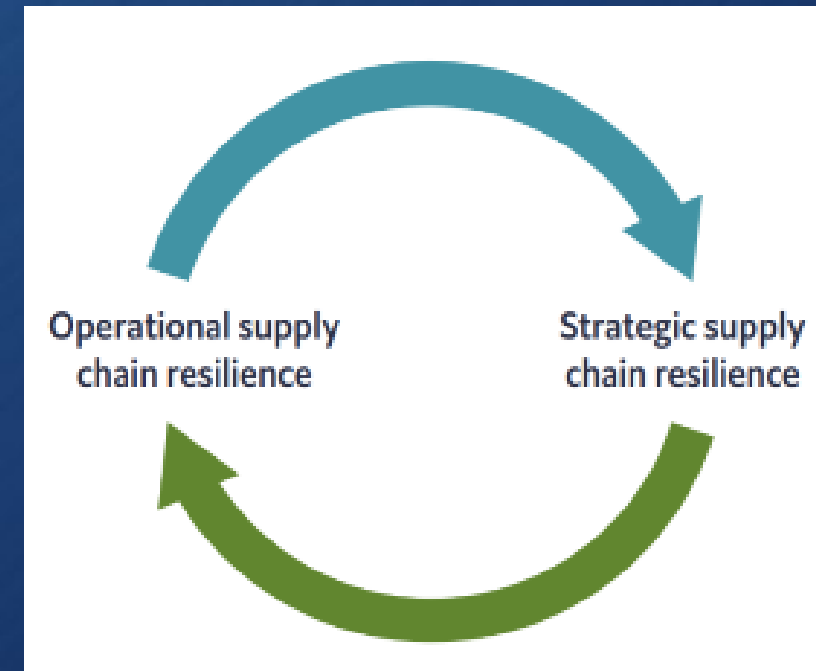 Operational supply
chain resilience
Strategic supply
chain resilience